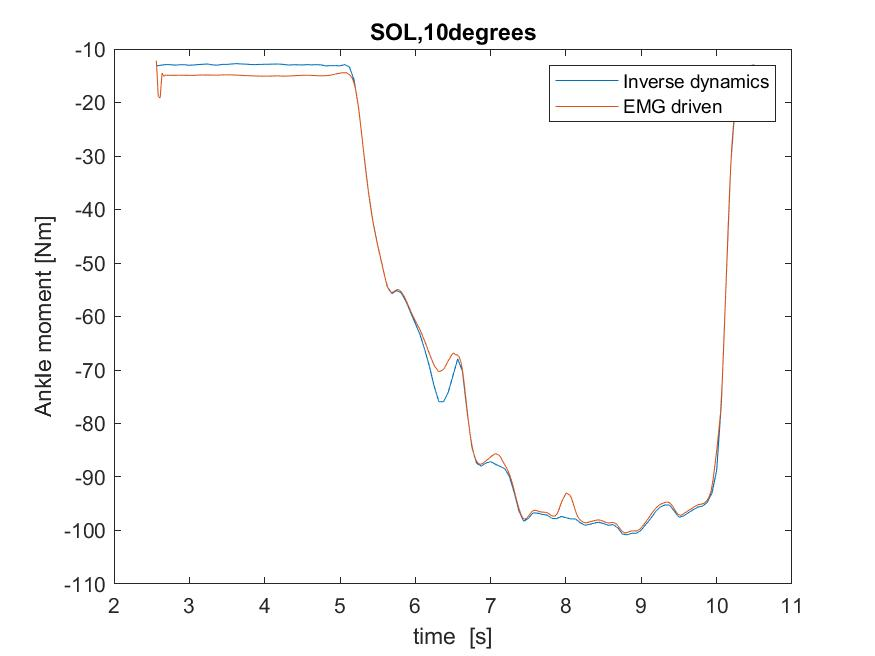 SOL,10degrees
Inverse dynamics
EMG driven
-10
-20
-30
-40
-50
-60
-70
-80
-90
-100
-110
Ankle moment [Nm]
2 3 4 5 6 7 8 9 10 11
time [s]